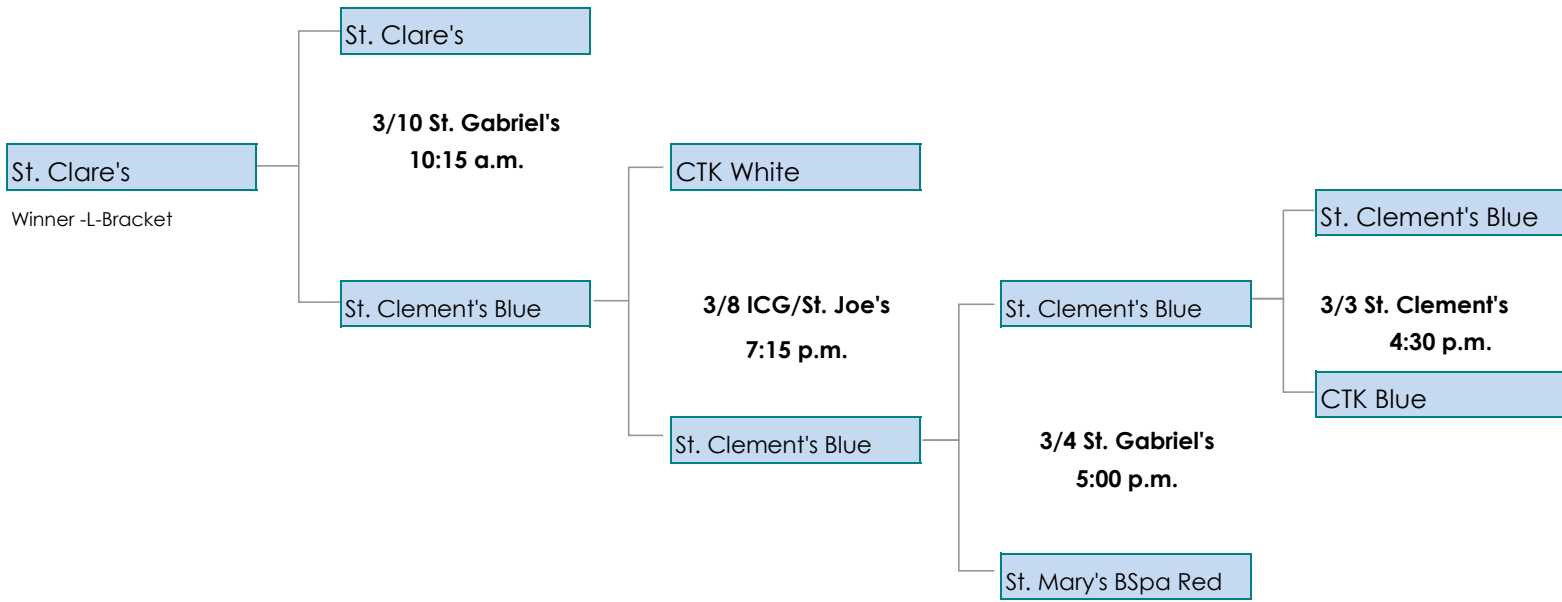 St. Clare's
3/10 St. Gabriel's
10:15 a.m.
St. Clare's
Winner -L-Bracket
CTK White
St. Clement's Blue
St. Clement's Blue
3/8 ICG/St. Joe's
7:15 p.m.
St. Clement's Blue
3/3 St. Clement's
4:30 p.m.
CTK Blue
St. Clement's Blue
3/4 St. Gabriel's
5:00 p.m.
St. Mary's BSpa Red